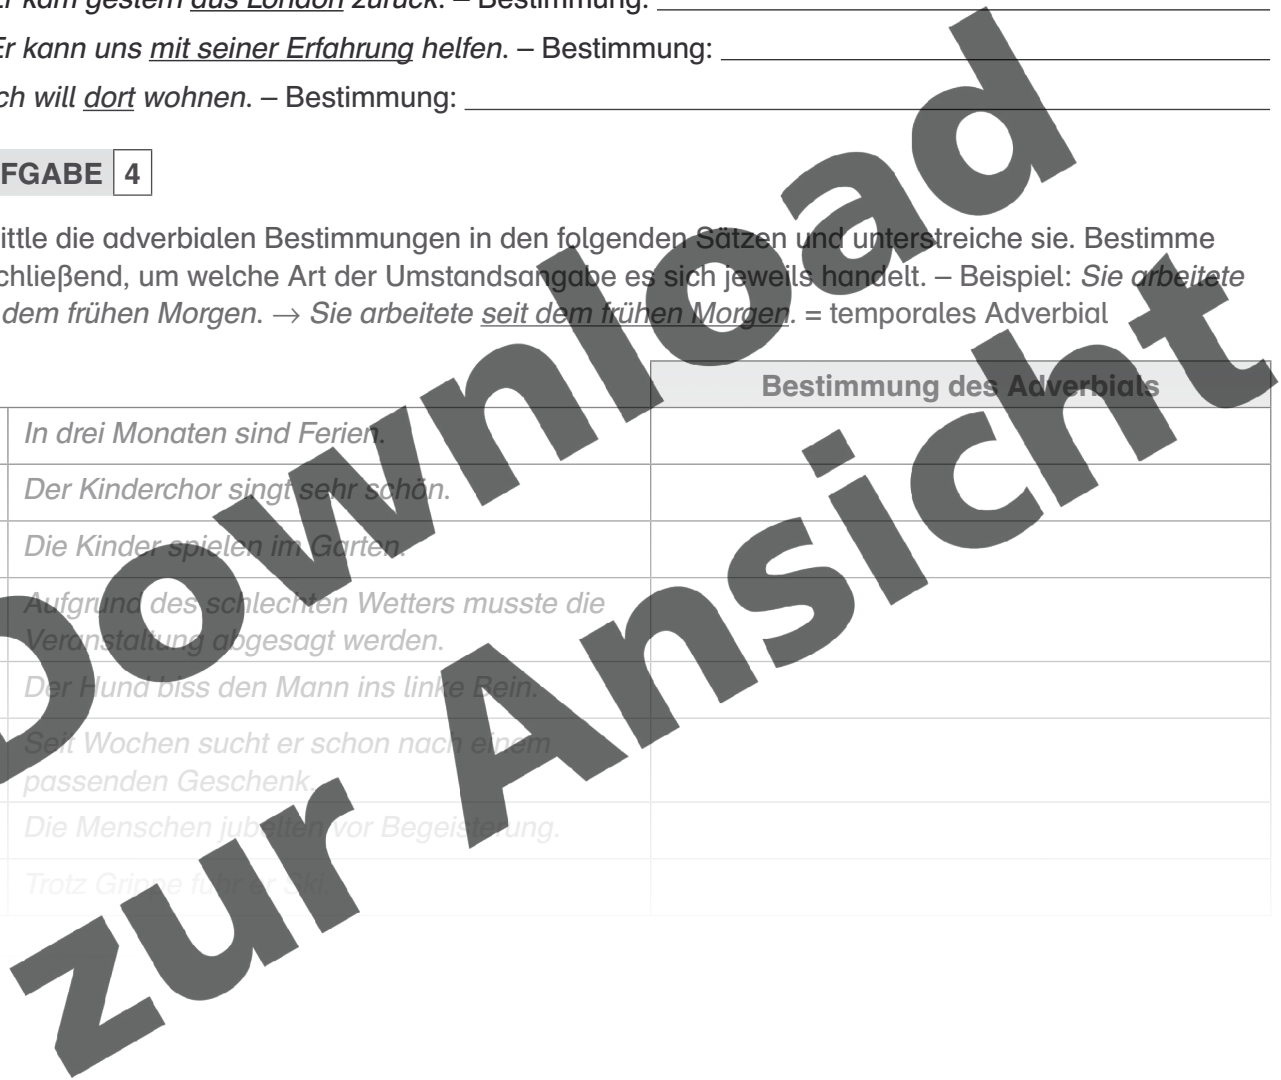 Er kam gestern aus London zurück. – Bestimmung:
Er kann uns mit seiner Erfahrung helfen. – Bestimmung:
ch will dort wohnen. – Bestimmung:
FGABE 4
ittle die adverbialen Bestimmungen in den folgenden Sätzen und unterstreiche sie. Bestimme
chließend, um welche Art der Umstandsangabe es sich jeweils handelt. – Beispiel: Sie arbeitete
dem frühen Morgen. → Sie arbeitete seit dem frühen Morgen. = temporales Adverbial
Bestimmung des Adverbials
In drei Monaten sind Ferien.
Der Kinderchor singt sehr schön.
Die Kinder spielen im Garten.
Aufgrund des schlechten Wetters musste die
Veranstaltung abgesagt werden.
Der Hund biss den Mann ins linke Bein.
Seit Wochen sucht er schon nach einem
passenden Geschenk.
Die Menschen jubelten vor Begeisterung.
Trotz Grippe fuhr er Ski.
Download
zur Ansicht